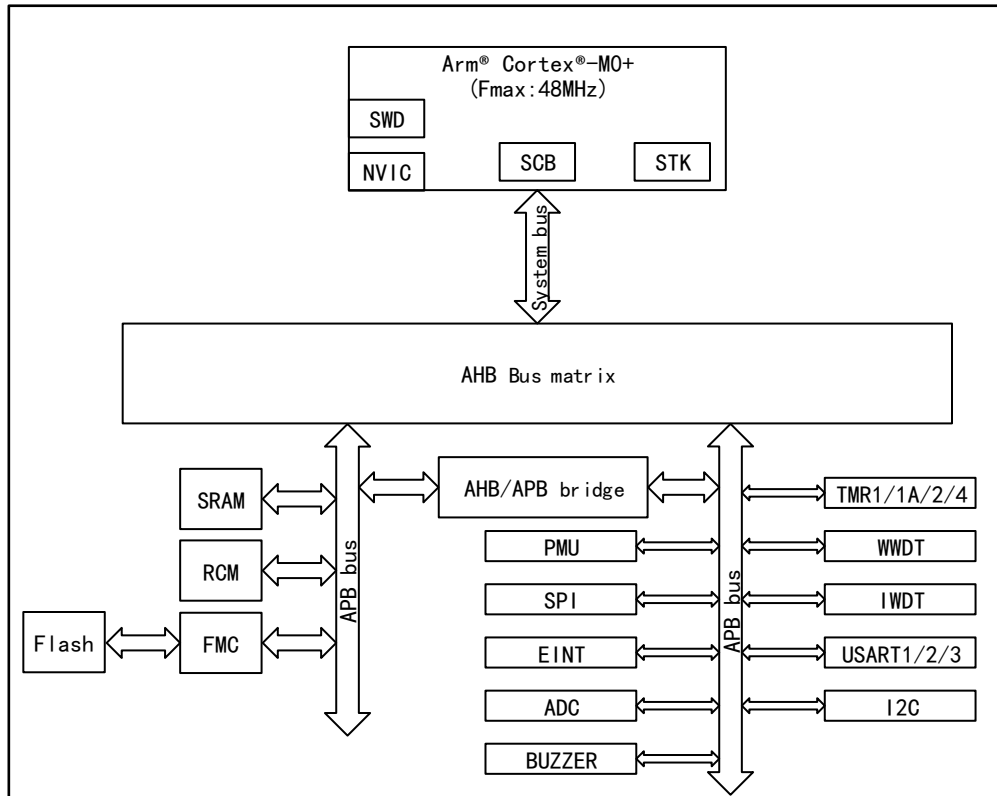 Arm® Cortex®-M0+
(Fmax:48MHz)
SWD
NVIC
SCB
STK
System bus
AHB Bus matrix
SRAM
RCM
Flash
FMC
APB bus
AHB/APB bridge
PMU
SPI
EINT
ADC
BUZZER
APB bus
TMR1/1A/2/4
WWDT
IWDT
USART1/2/3
I2C